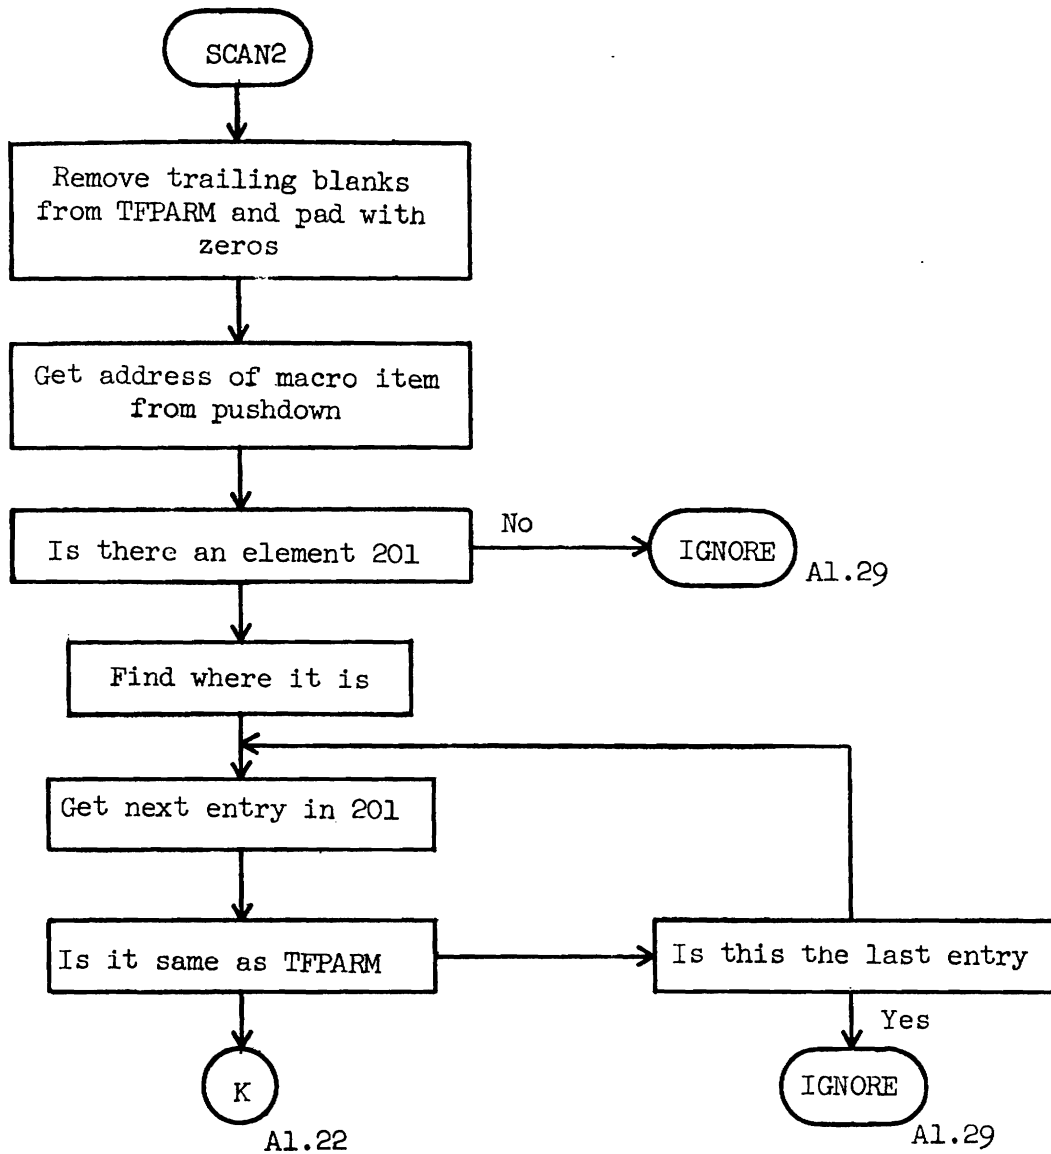 SCAN2
Remove trailing blanks
from TFPARM and pad with
zeros
Get address of macro item
from pushdown
Is there an element 201
No
IGNORE
A1.29
Find where it is
Get next entry in 201
Is it same as TFPARM
Is this the last entry
Yes
K
A1.22
IGNORE
A1.29